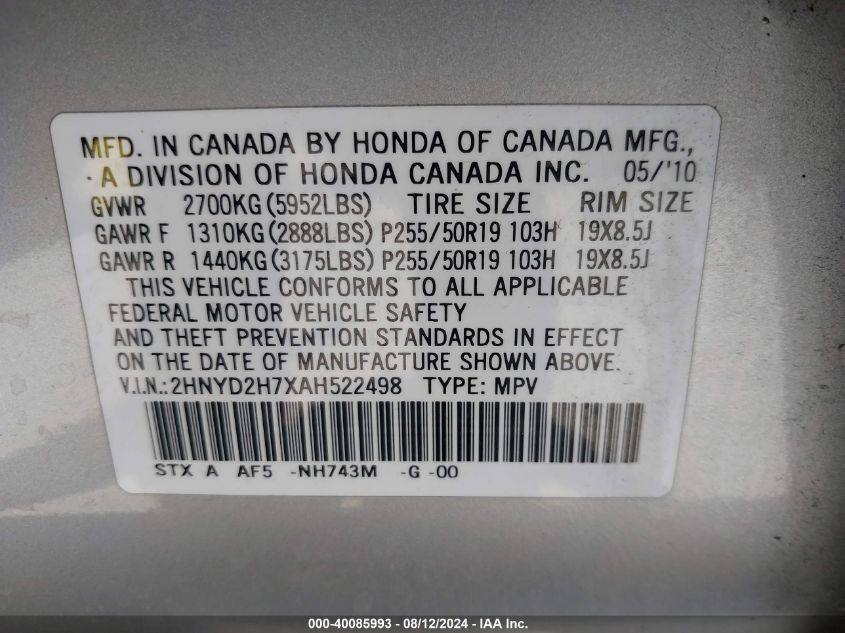 MFD. IN CANADA BY HONDA OF CANADA MFG.,
A DIVISION OF HONDA CANADA INC. 05/'10
GVWR 2700KG(5952LBS) TIRE SIZE RIM SIZE
GAWR F 1310KG(2888LBS) P255/50R19 103H 19X8.5J
GAWR R 1440KG(3175LBS) P255/50R19 103H 19X8.5J
THIS VEHICLE CONFORMS TO ALL APPLICABLE
FEDERAL MOTOR VEHICLE SAFETY
AND THEFT PREVENTION STANDARDS IN EFFECT
ON THE DATE OF MANUFACTURE SHOWN ABOVE.
V.I.N.:2HNYD2H7XAH522498 TYPE: MPV
STX A AF5 -NH743M -G -00
000-40085993 - 08/12/2024 - IAA Inc.